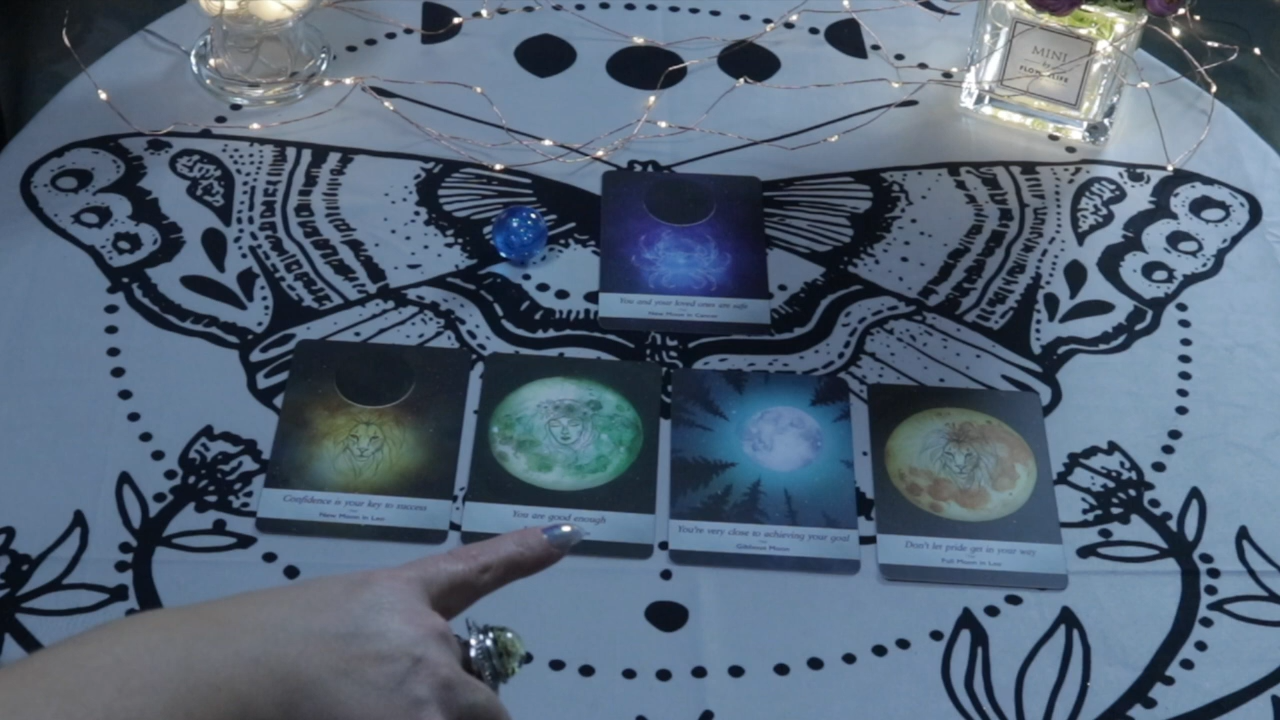 MINI
by
You and your loved ones are safe
New Moon in Cancer
Confidence is your key to success
New Moon in Leo
You are good enough
You're very close to achieving your goal
Gibbous Moon
Don't let pride get in your way
Full Moon in Leo